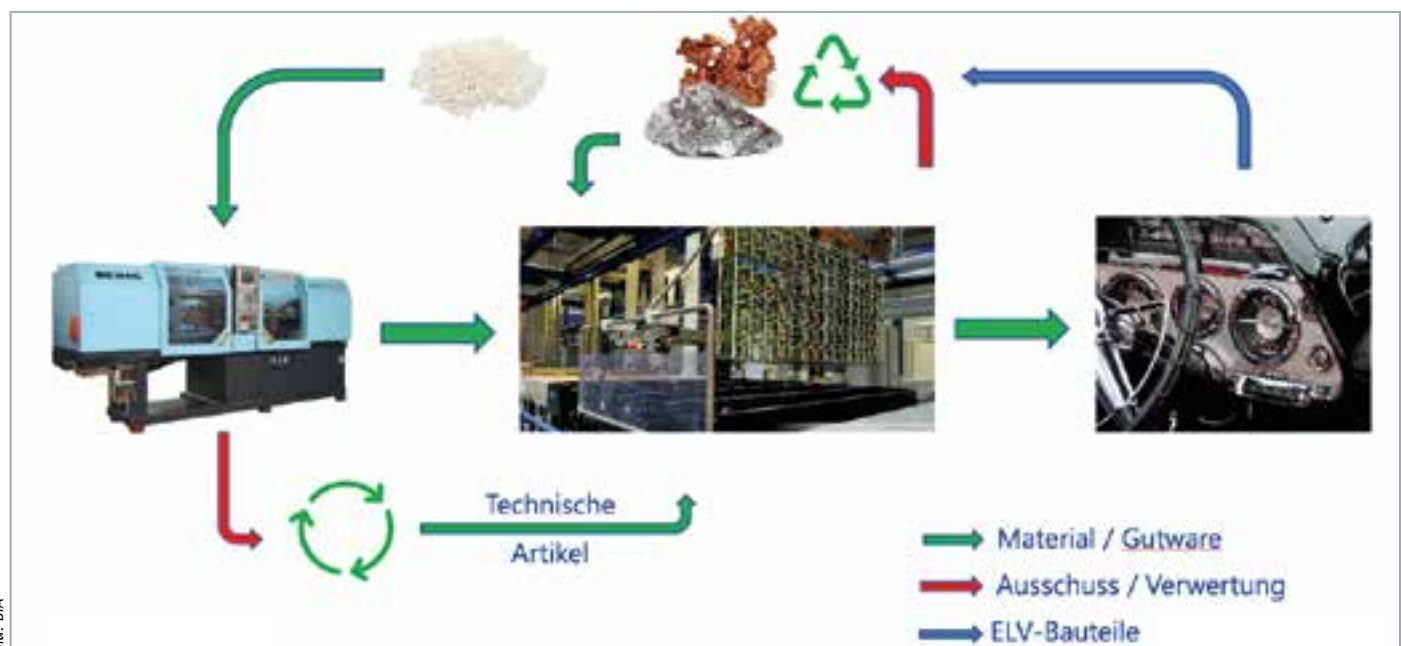 Technische
Artikel
Material / Gutware
Ausschuss / Verwertung
ELV-Bauteile